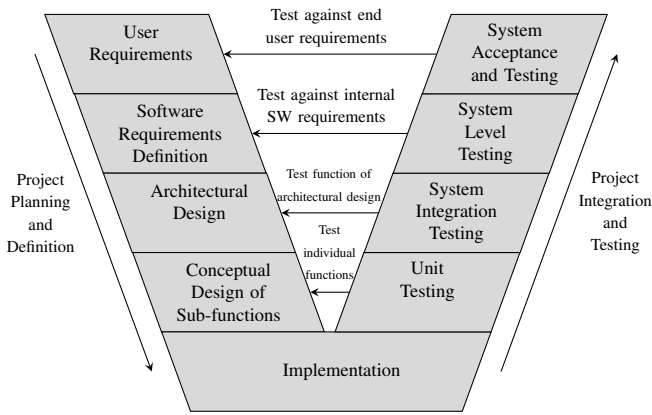 User
Requirements
Test against end
user requirements
System
Acceptance
and Testing
Software
Requirements
Definition
Test against internal
SW requirements
System
Level
Testing
Project
Planning
and
Definition
Architectural
Design
Test function of
architectural design
System
Integration
Testing
Project
Integration
and
Testing
Conceptual
Design of
Sub-functions
Test
individual
functions
Unit
Testing
Implementation